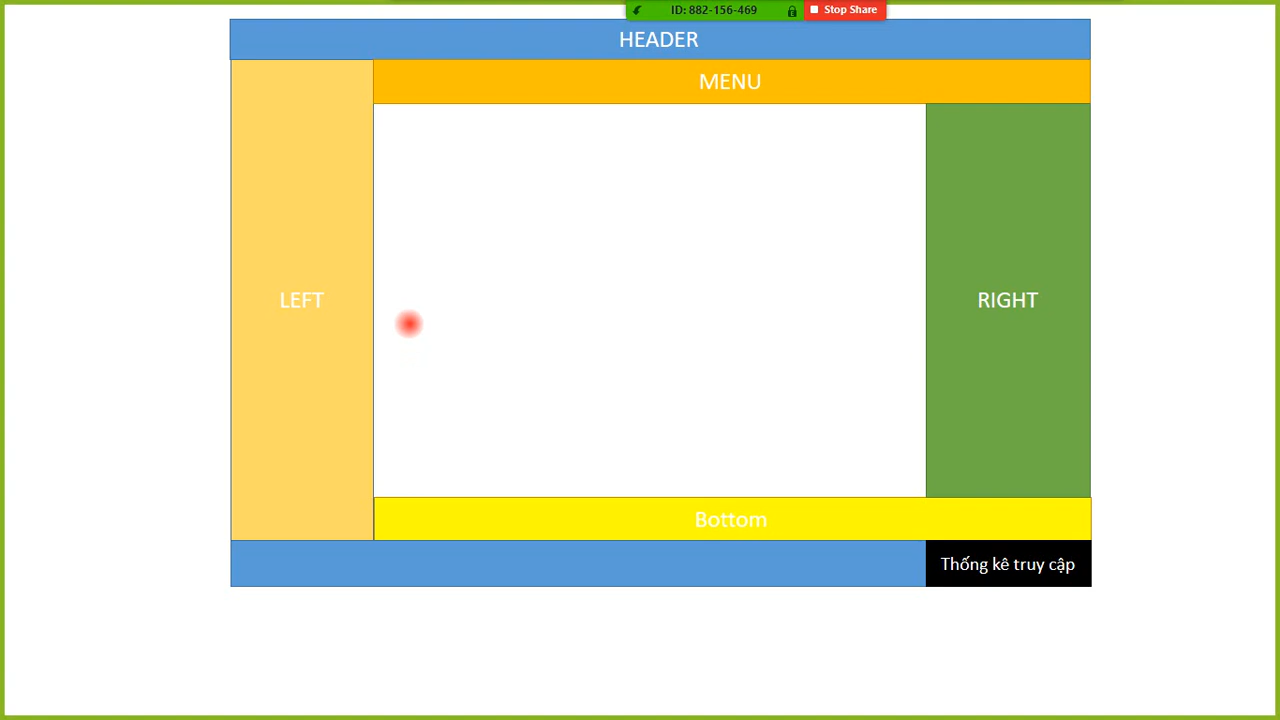 ID: 882-156-469
Stop Share
HEADER
MENU
LEFT
RIGHT
Bottom
Thống kê truy cập